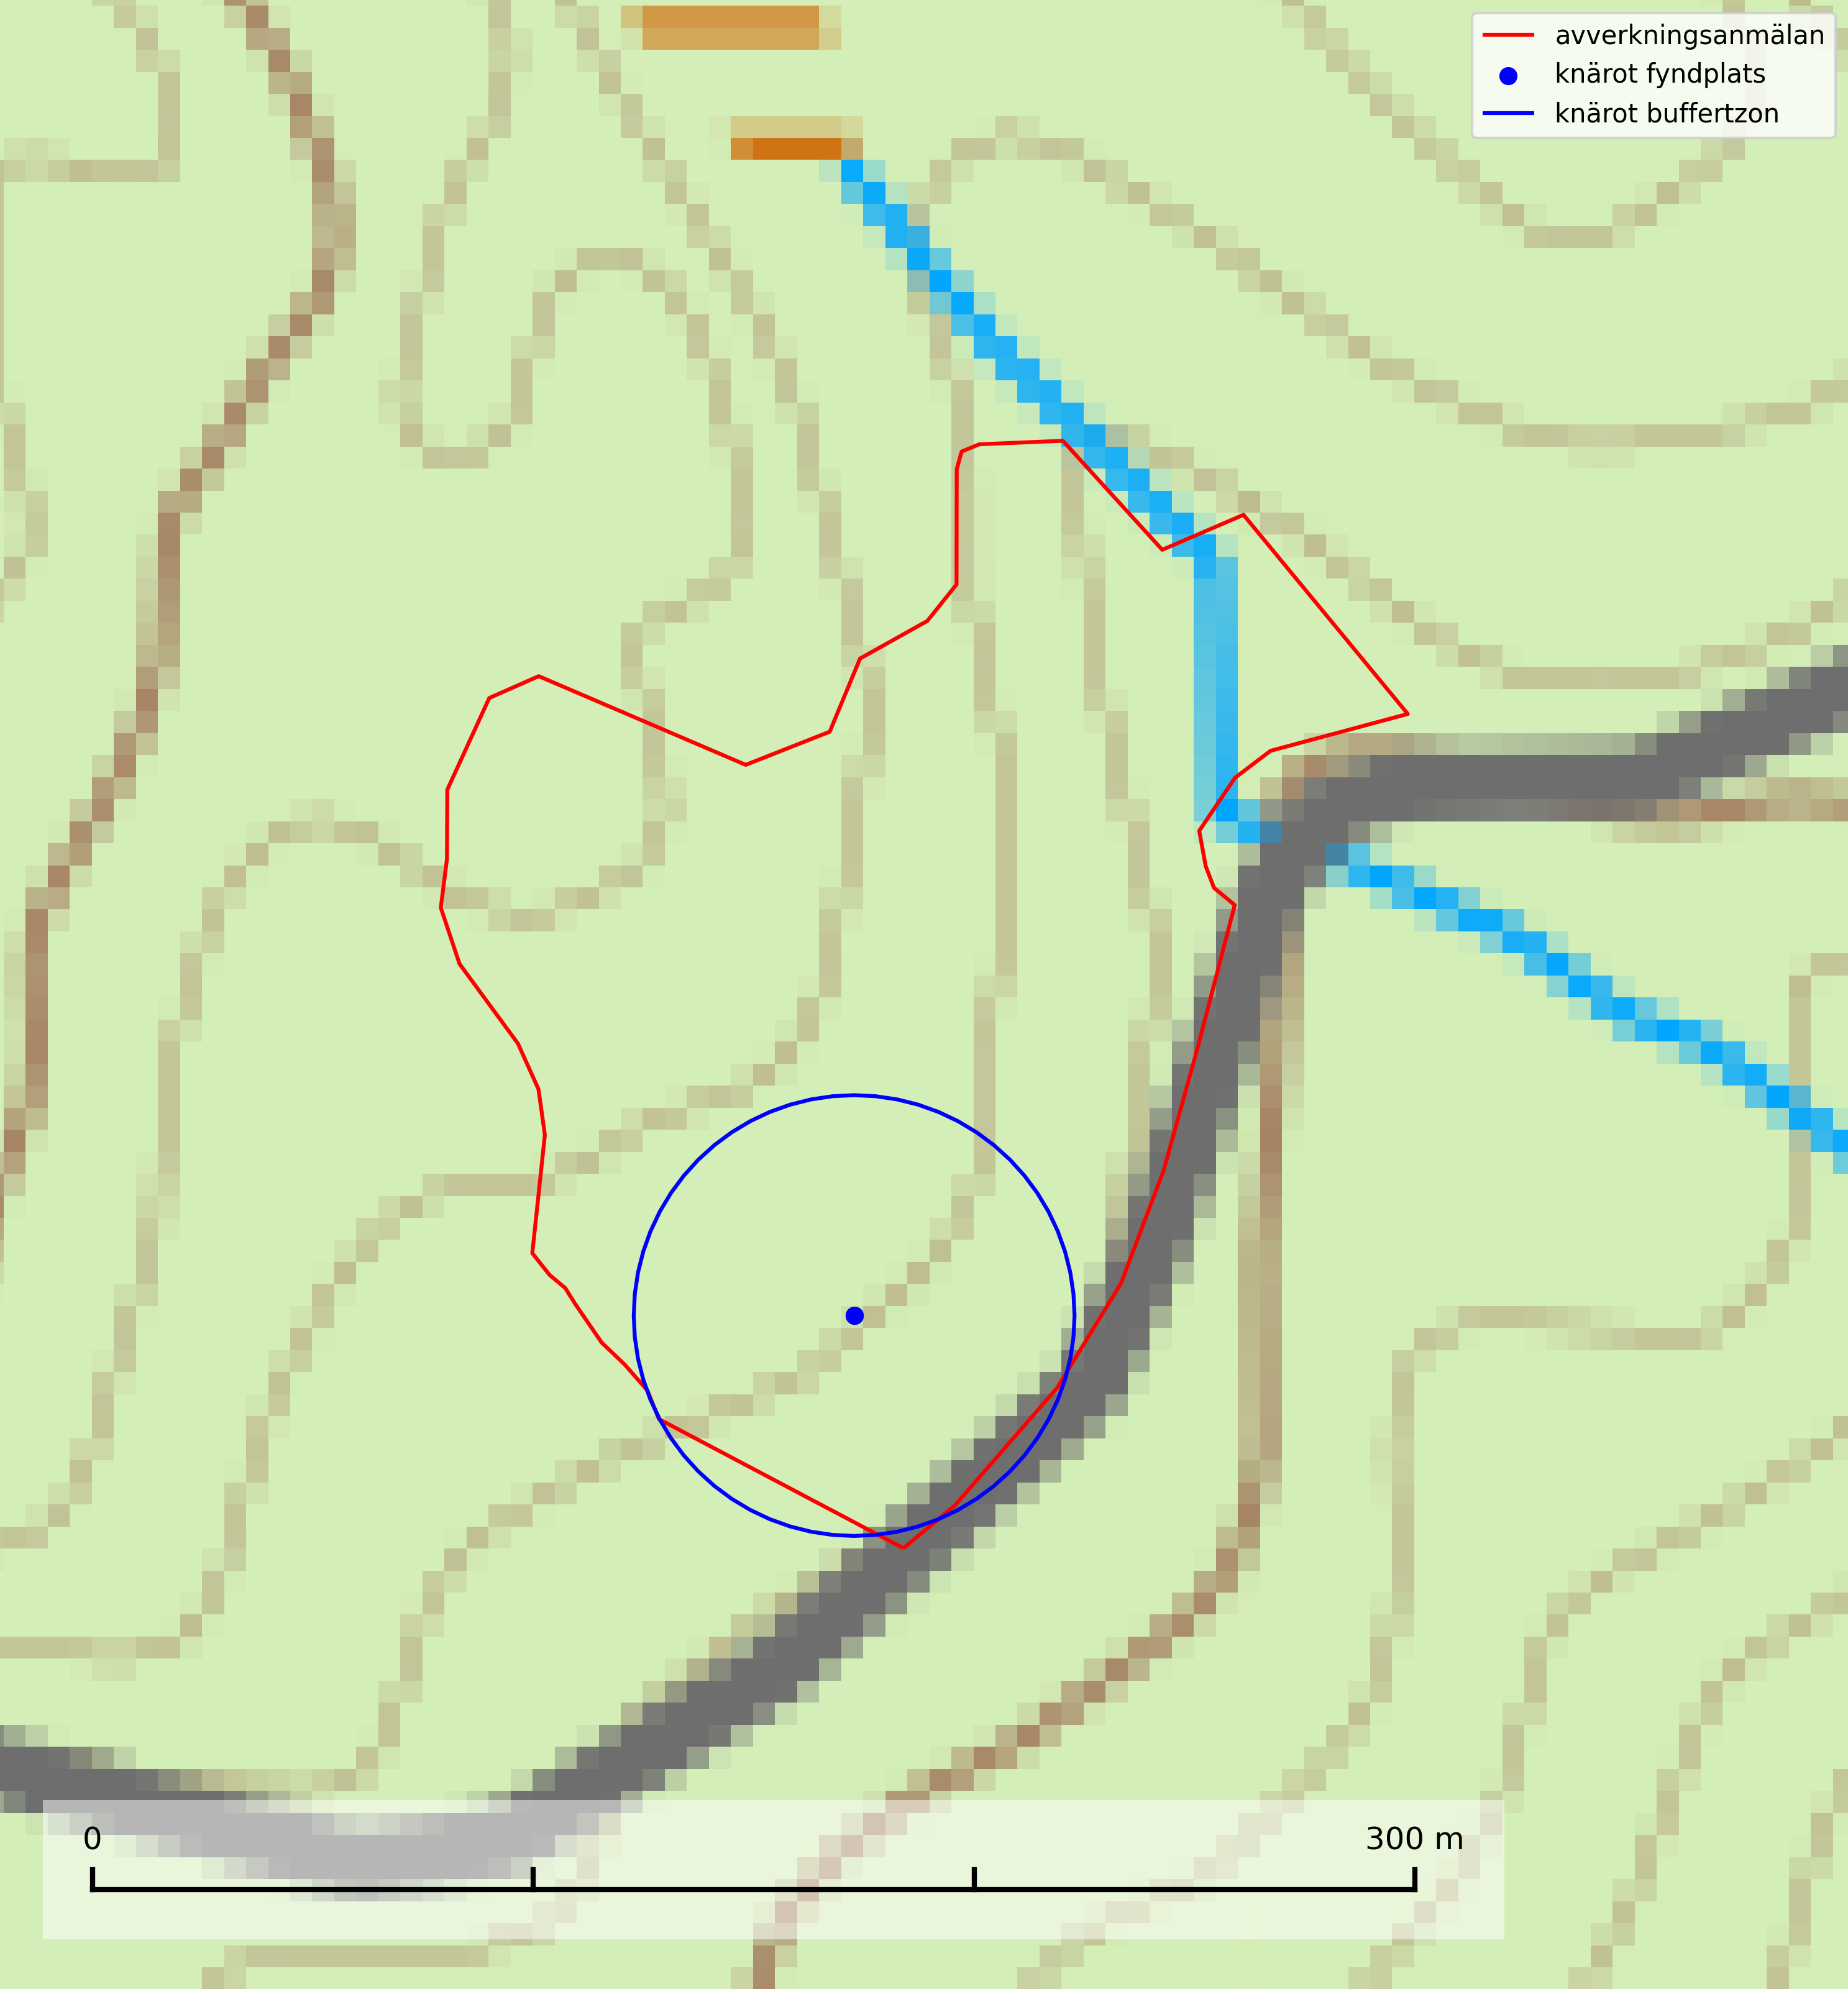 avverkningsanmälan
knärot fyndplats
knärot buffertzon
0 300 m